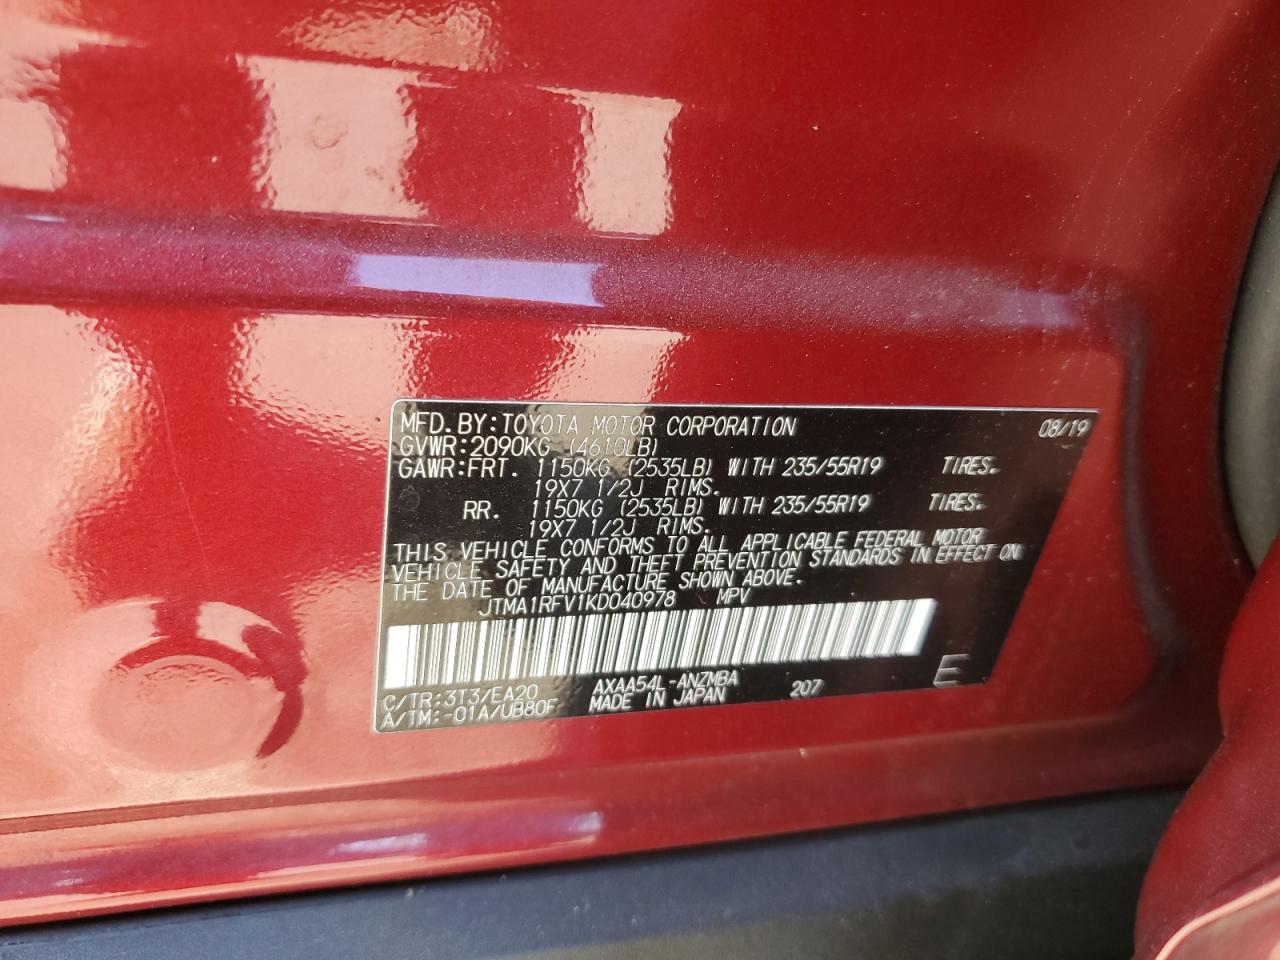 MFD.BY:TOYOTA MOTOR CORPORATION 08/19
GVWR:2090KG (4610LB)
GAWR:FRT. 1150KG (2535LB) WITH 235/55R19 TIRES.
19X7 1/2J RIMS.
RR. 1150KG (2535LB) WITH 235/55R19 TIRES.
19X7 1/2J RIMS.
THIS VEHICLE CONFORMS TO ALL APPLICABLE FEDERAL MOTOR
VEHICLE SAFETY AND THEFT PREVENTION STANDARDS IN EFFECT ON
THE DATE OF MANUFACTURE SHOWN ABOVE.
JTMA1RFV1KD040978 MPV
C/TR:3T3/EA20 AXAA54L-ANZMBA 207 E
A/TM:-01A/UB80F MADE IN JAPAN